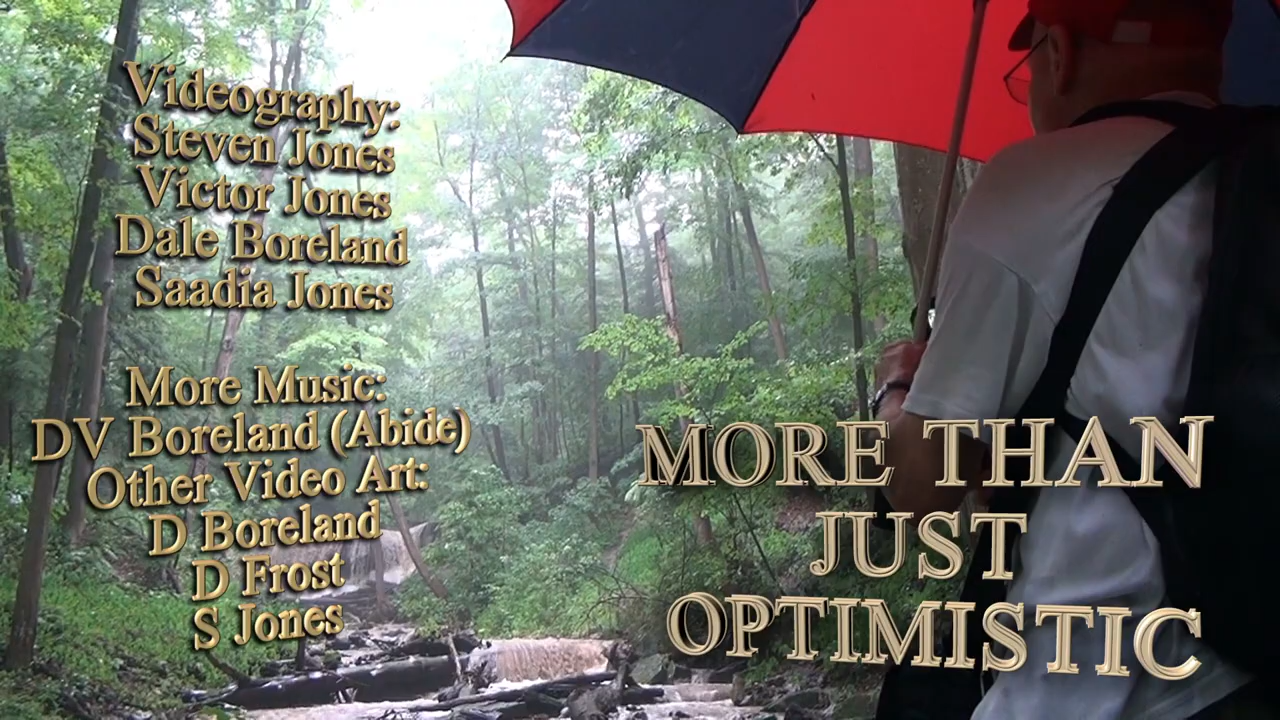 Videography:
Steven Jones
Victor Jones
Dale Boreland
Saadia Jones
More Music:
DV Boreland (Abide)
Other Video Art:
D Boreland
D Frost
S Jones
MORE THAN
JUST
OPTIMISTIC